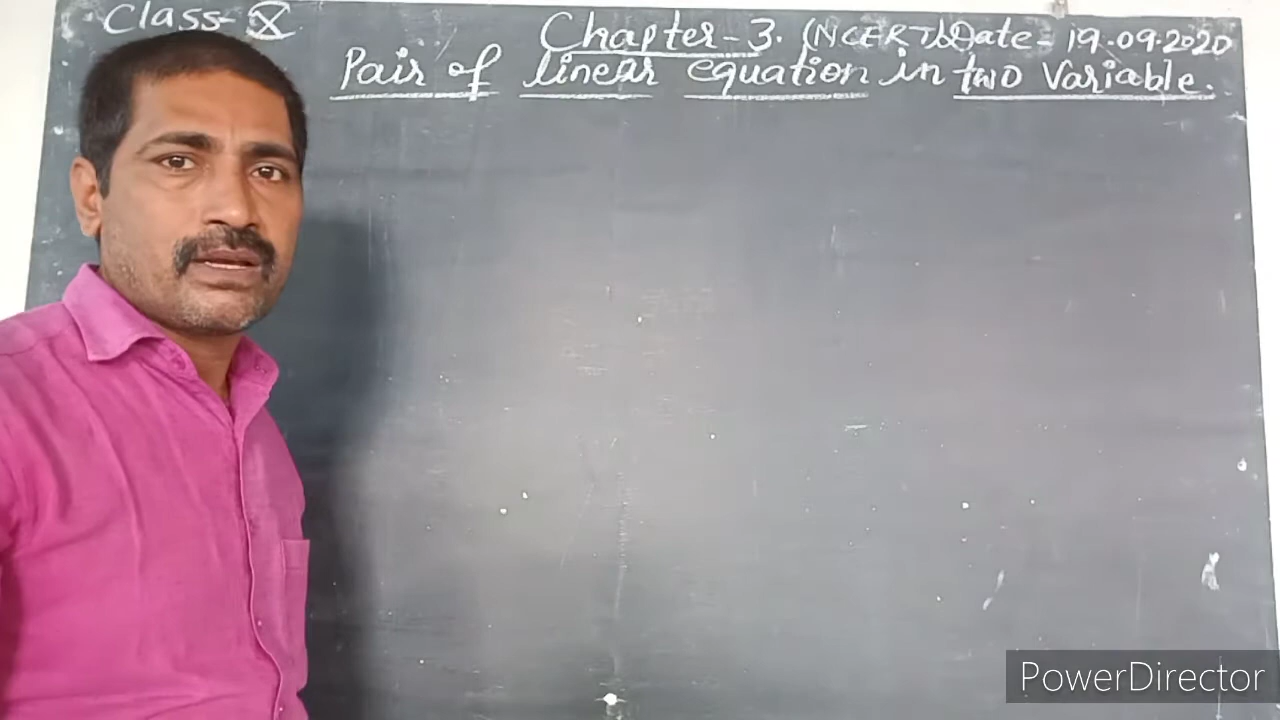 Class-X
Chapter-3. (NCERT) Date-19.09.2020
Pair of linear equation in two Variable.
PowerDirector